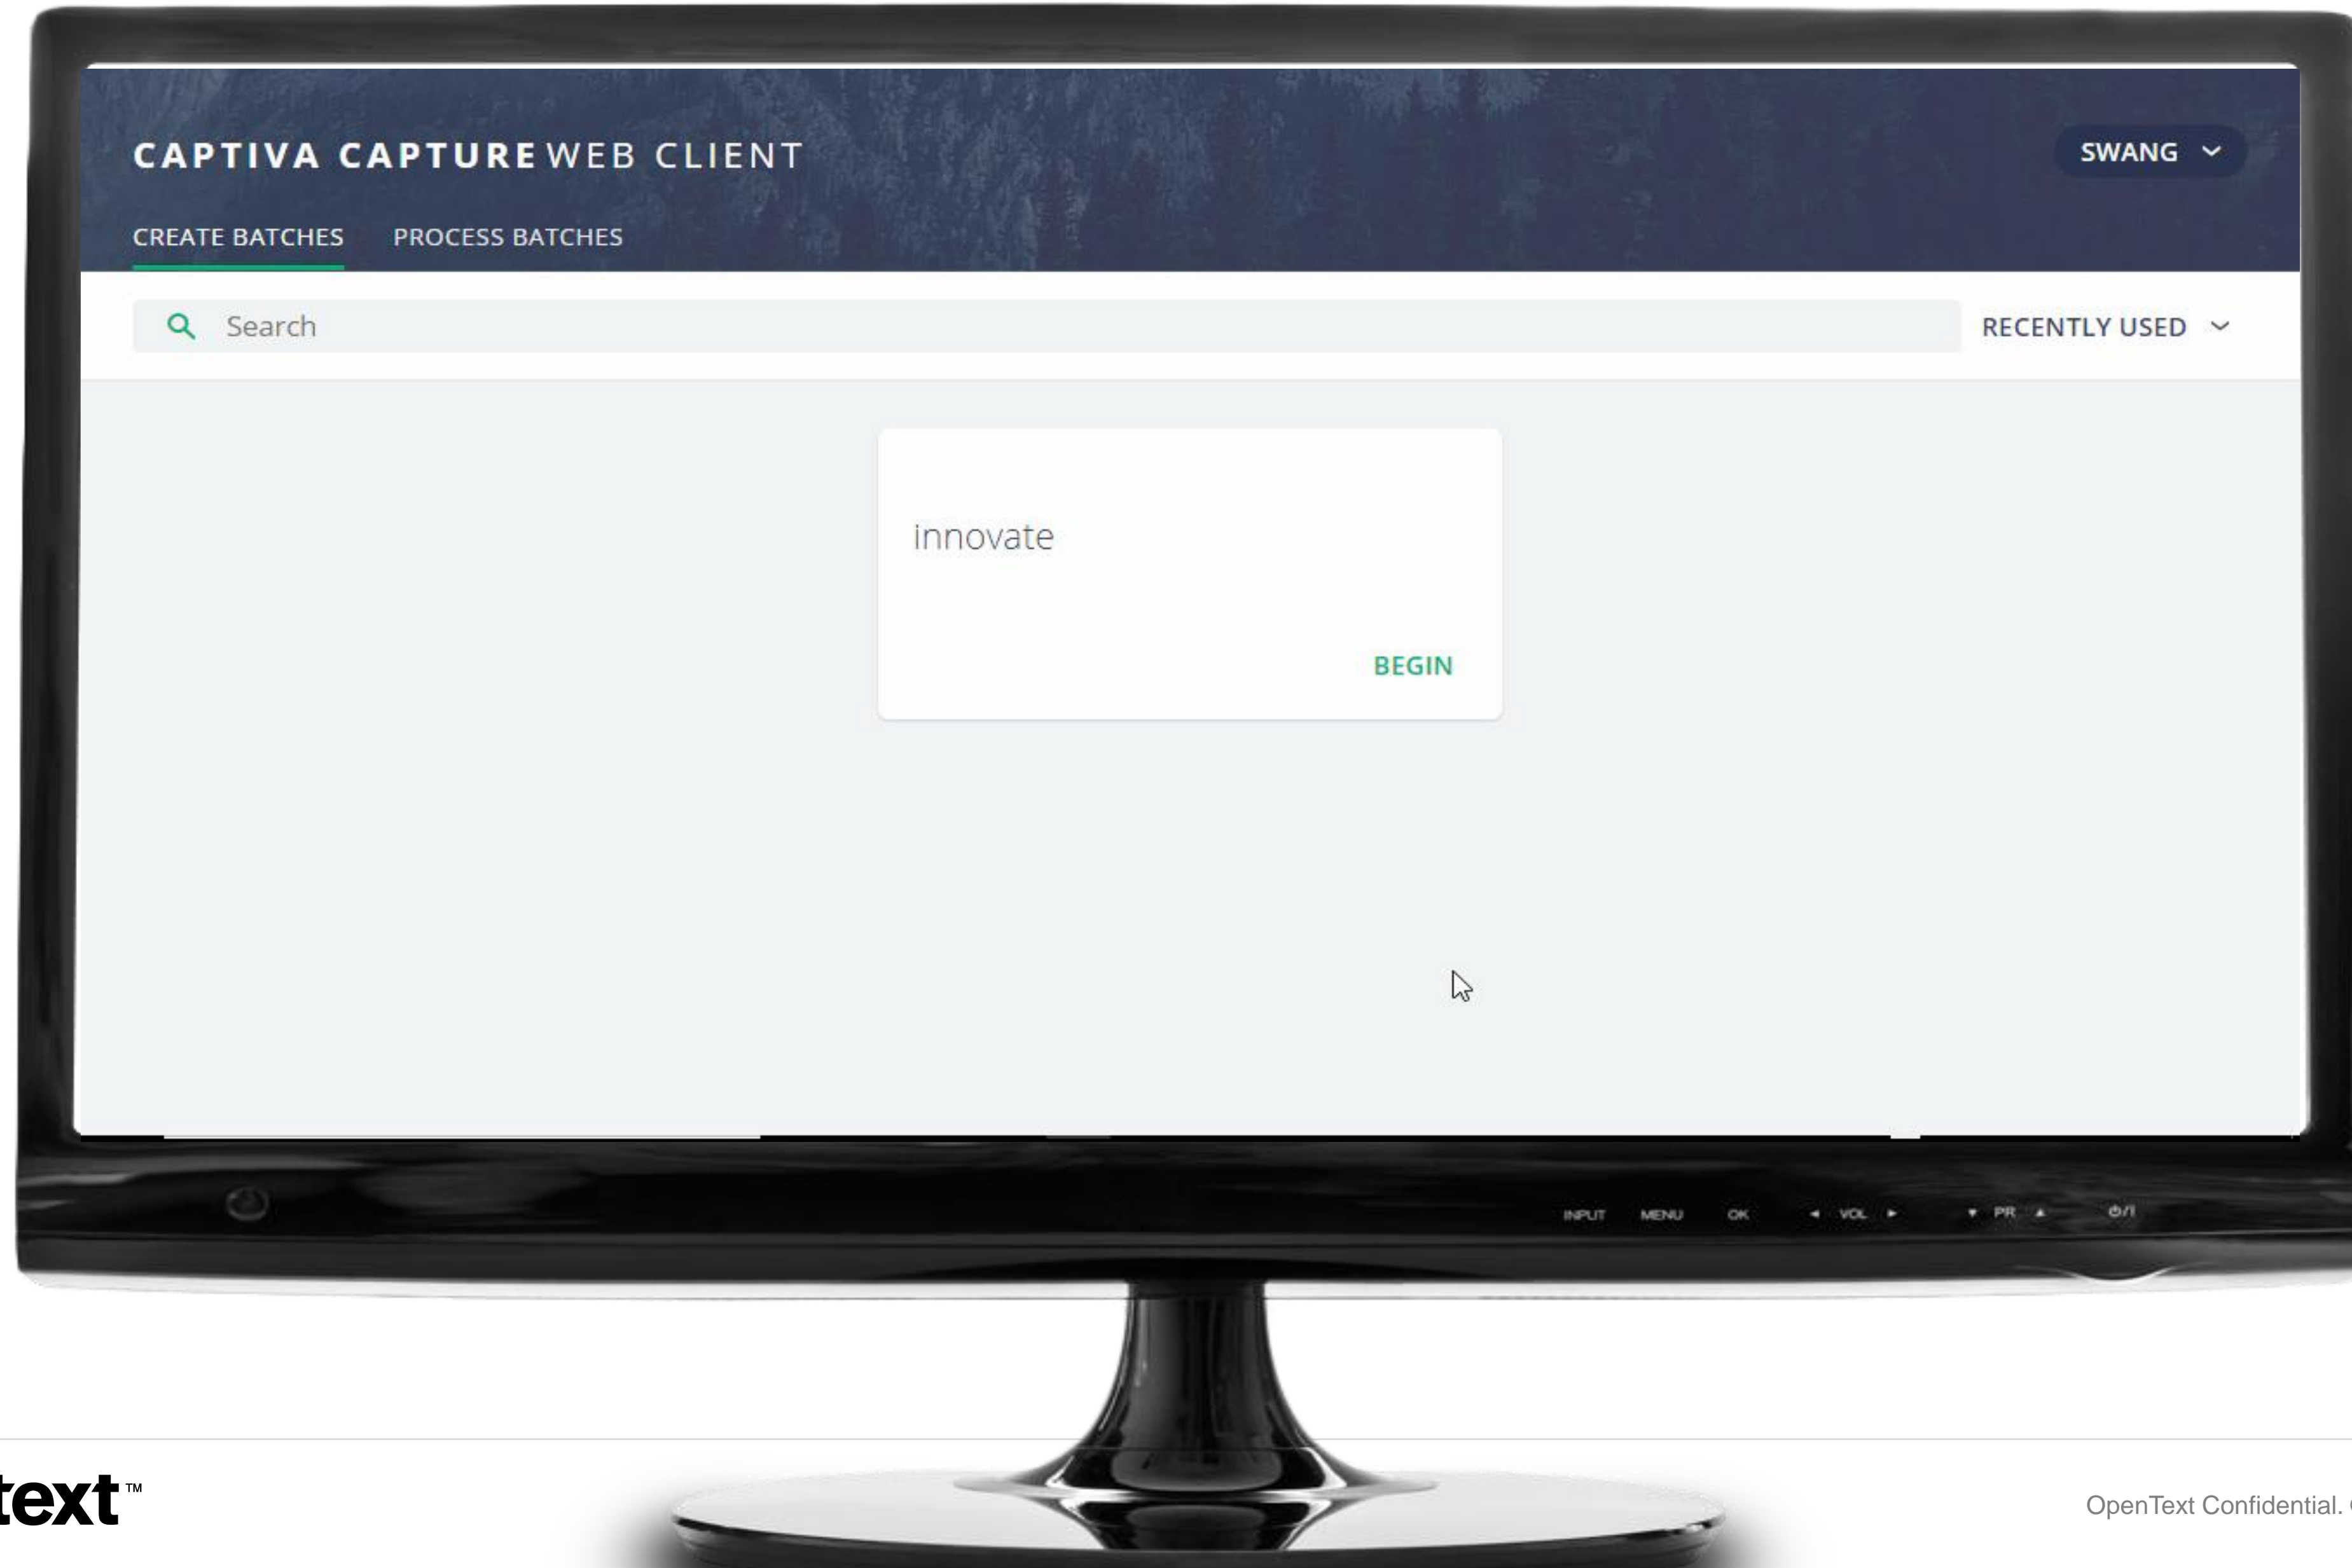 CAPTIVA CAPTURE WEB CLIENT
SWANG
CREATE BATCHES PROCESS BATCHES
Search
RECENTLY USED
innovate
BEGIN
INPUT MENU OK ◄ VOL ► ▼ PR ▲ ⏻/I
text™
OpenText Confidential.